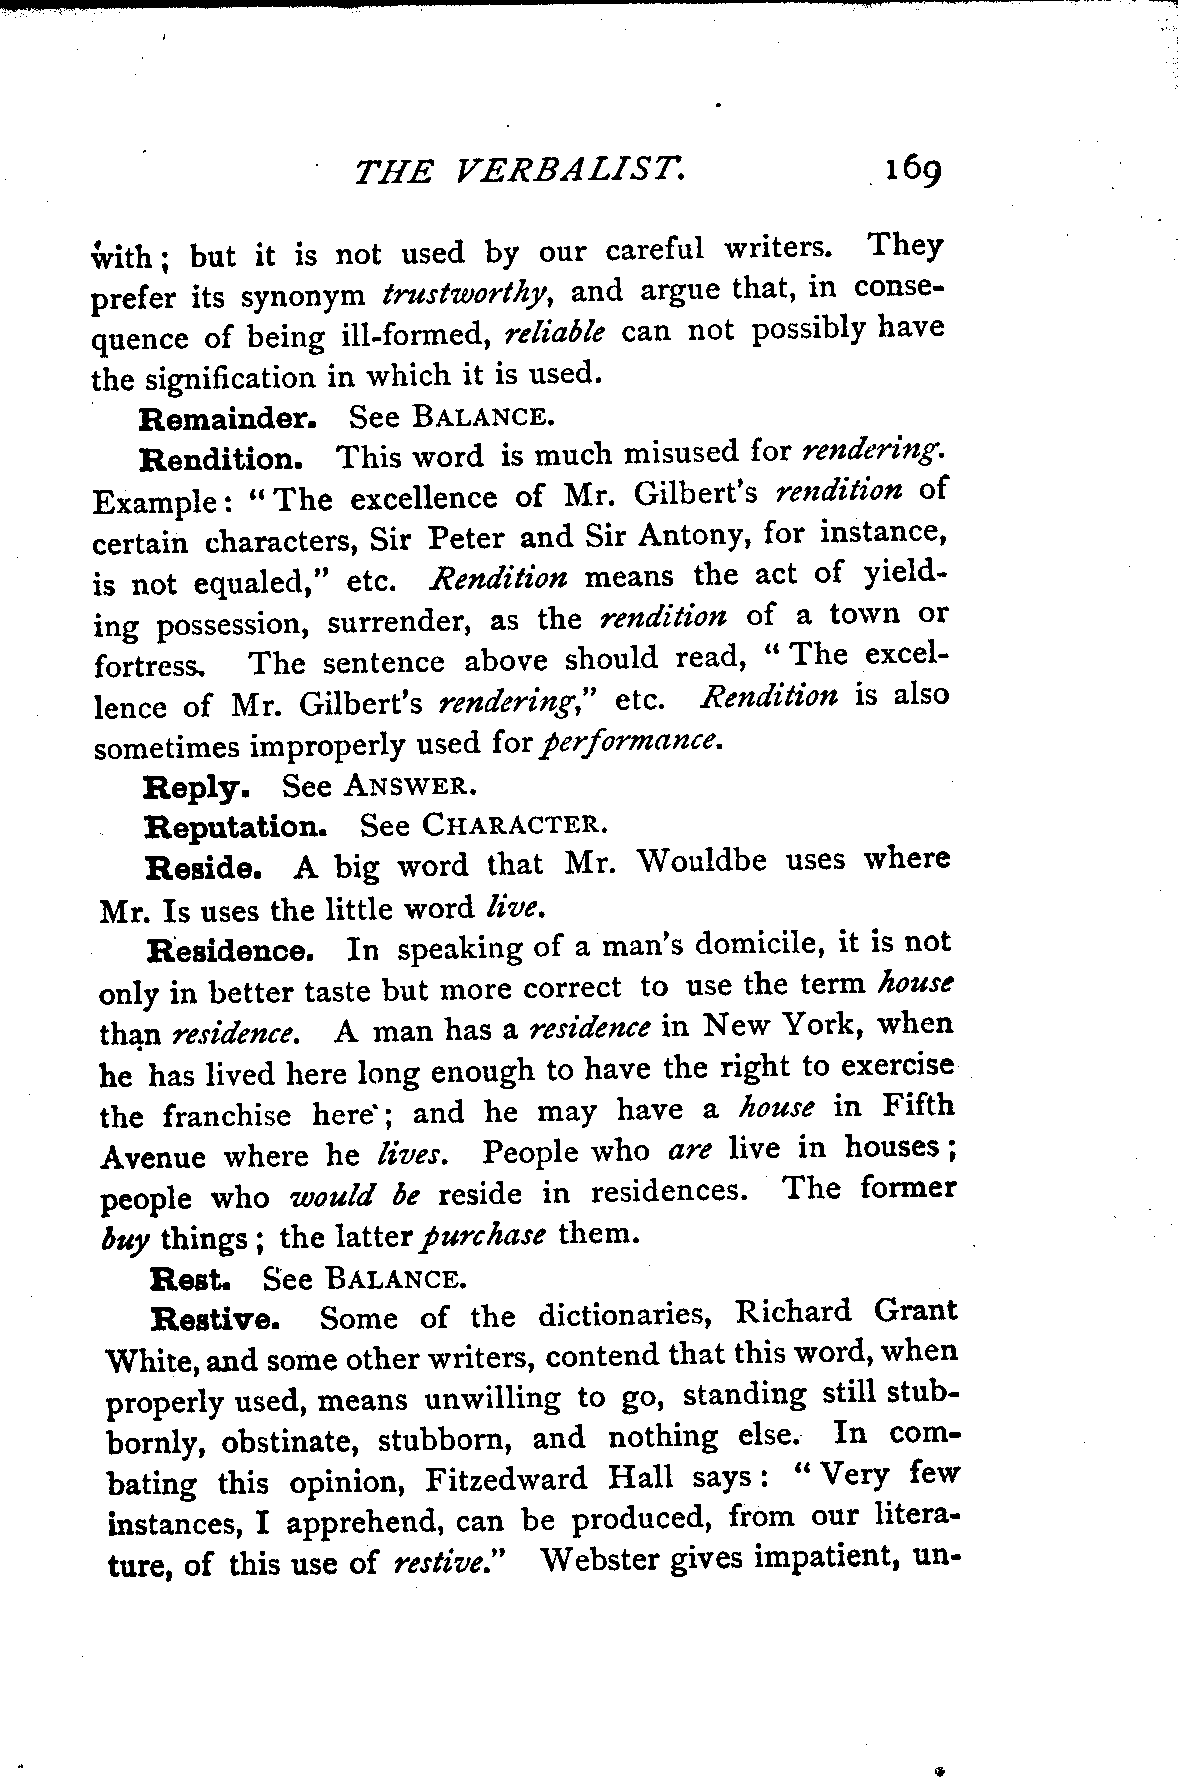 THE VERBALIST. 169
with; but it is not used by our careful writers. They
prefer its synonym trustworthy, and argue that, in conse-
quence of being ill-formed, reliable can not possibly have
the signification in which it is used.
Remainder. See BALANCE.
Rendition. This word is much misused for rendering.
Example: "The excellence of Mr. Gilbert's rendition of
certain characters, Sir Peter and Sir Antony, for instance,
is not equaled," etc. Rendition means the act of yield-
ing possession, surrender, as the rendition of a town or
fortress. The sentence above should read, "The excel-
lence of Mr. Gilbert's rendering," etc. Rendition is also
sometimes improperly used for performance.
Reply. See ANSWER.
Reputation. See CHARACTER.
Reside. A big word that Mr. Wouldbe uses where
Mr. Is uses the little word live.
Residence. In speaking of a man's domicile, it is not
only in better taste but more correct to use the term house
than residence. A man has a residence in New York, when
he has lived here long enough to have the right to exercise
the franchise here; and he may have a house in Fifth
Avenue where he lives. People who are live in houses;
people who would be reside in residences. The former
buy things; the latter purchase them.
Rest. See BALANCE.
Restive. Some of the dictionaries, Richard Grant
White, and some other writers, contend that this word, when
properly used, means unwilling to go, standing still stub-
bornly, obstinate, stubborn, and nothing else. In com-
bating this opinion, Fitzedward Hall says: "Very few
instances, I apprehend, can be produced, from our litera-
ture, of this use of restive." Webster gives impatient, un-